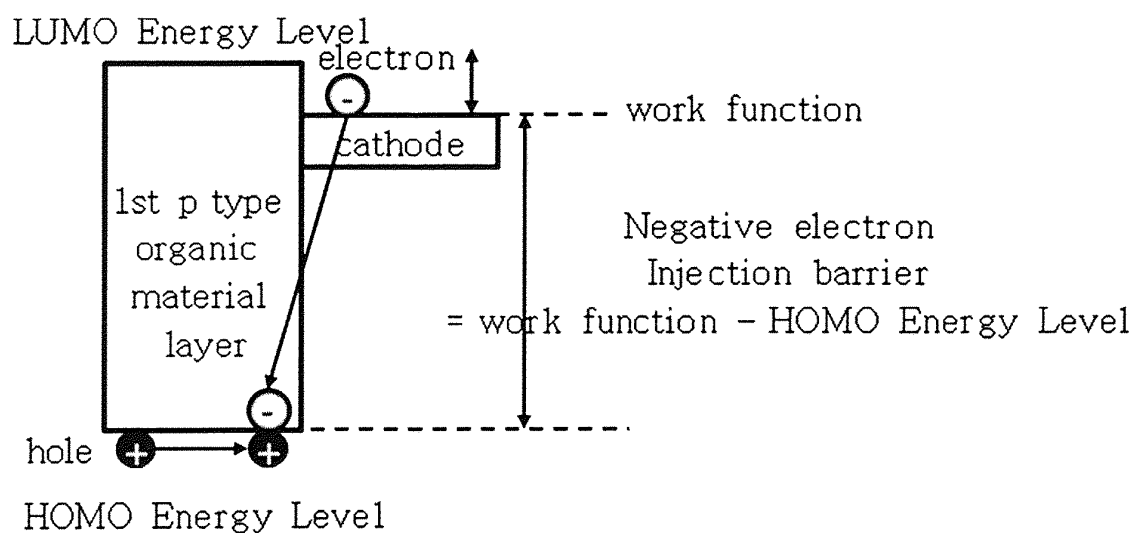 LUMO Energy Level
electron
-
work function
cathode
1st p type
organic
material
layer
Negative electron
Injection barrier
= work function - HOMO Energy Level
-
hole + +
HOMO Energy Level